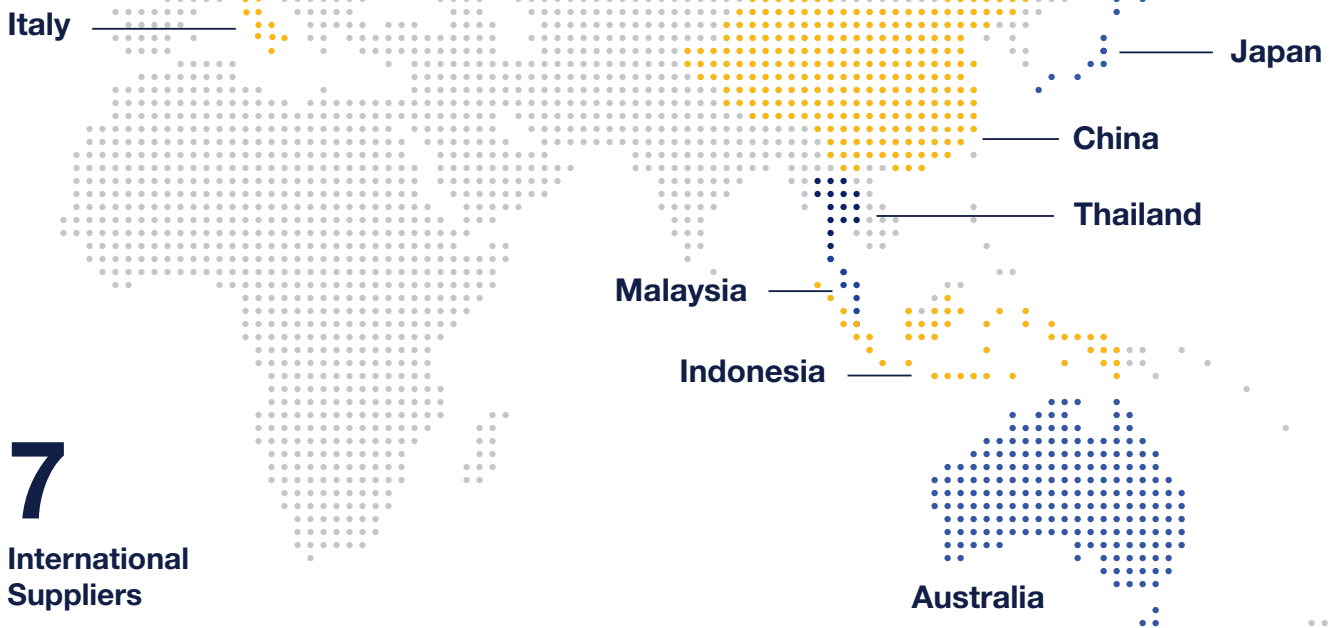 Italy
Japan
China
Thailand
Malaysia
Indonesia
7
International
Suppliers
Australia